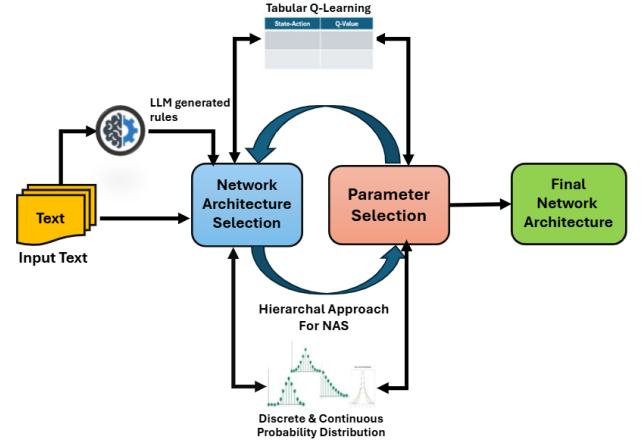 Tabular Q-Learning
State-Action Q-Value
LLM generated
rules
Text
Input Text
Network
Architecture
Selection
Parameter
Selection
Final
Network
Architecture
Hierarchal Approach
For NAS
Discrete & Continuous
Probability Distribution